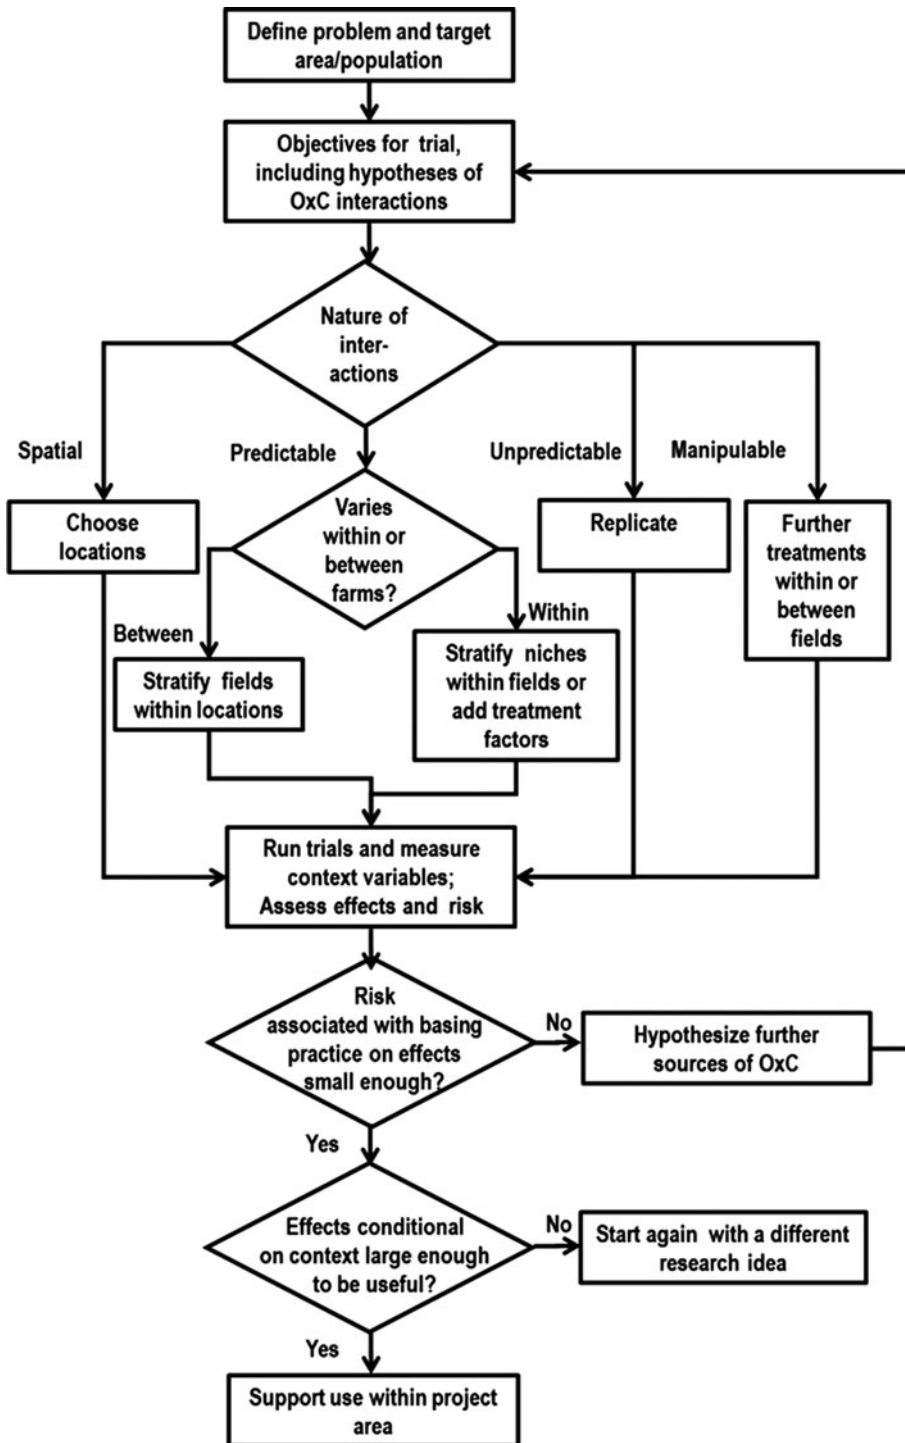 Define problem and target
area/population
Objectives for trial,
including hypotheses of
OxC interactions
Nature of
inter-
actions
Spatial
Predictable
Unpredictable
Manipulable
Choose
locations
Varies
within or
between
farms?
Replicate
Further
treatments
within or
between
fields
Between
Within
Stratify fields
within locations
Stratify niches
within fields or
add treatment
factors
Run trials and measure
context variables;
Assess effects and risk
Risk
associated with basing
practice on effects
small enough?
No
Hypothesize further
sources of OxC
Yes
Effects conditional
on context large enough
to be useful?
No
Start again with a different
research idea
Yes
Support use within project
area